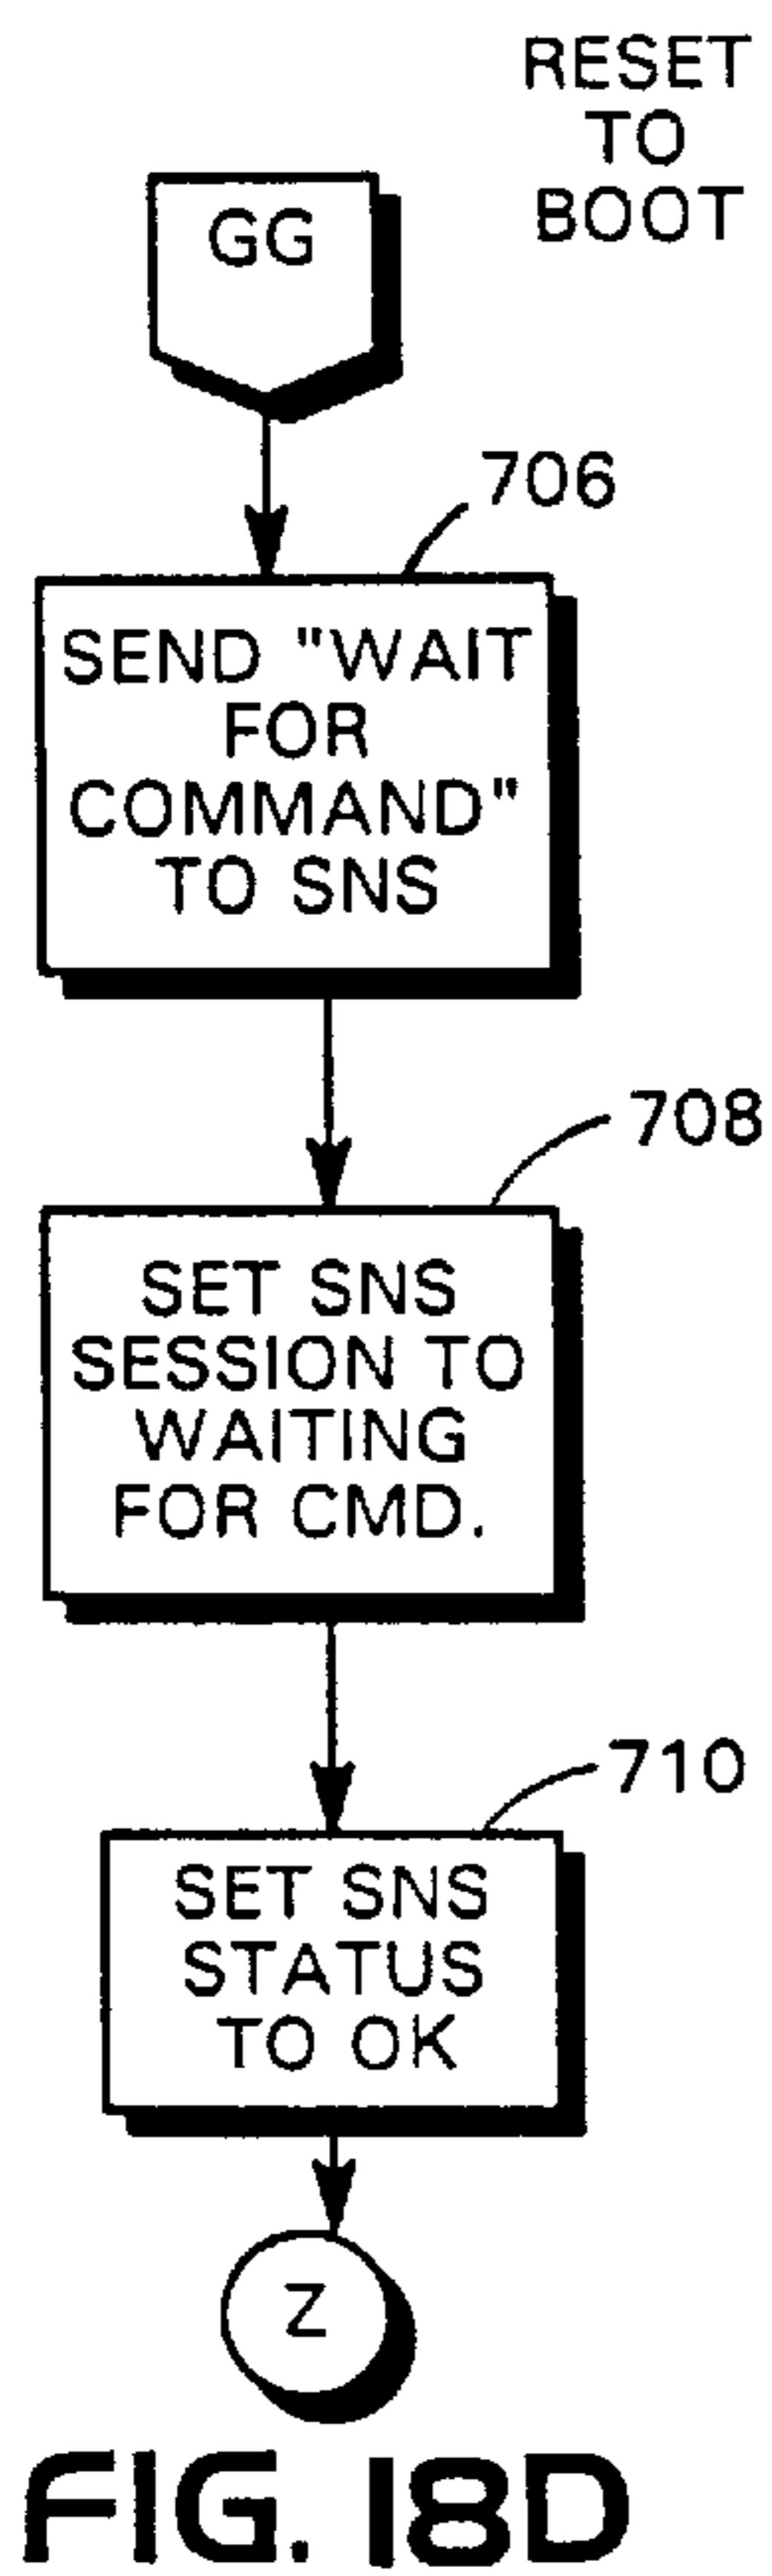 RESET
TO
BOOT
GG
706
SEND "WAIT
FOR
COMMAND"
TO SNS
708
SET SNS
SESSION TO
WAITING
FOR CMD.
710
SET SNS
STATUS
TO OK
Z
FIG. 18D